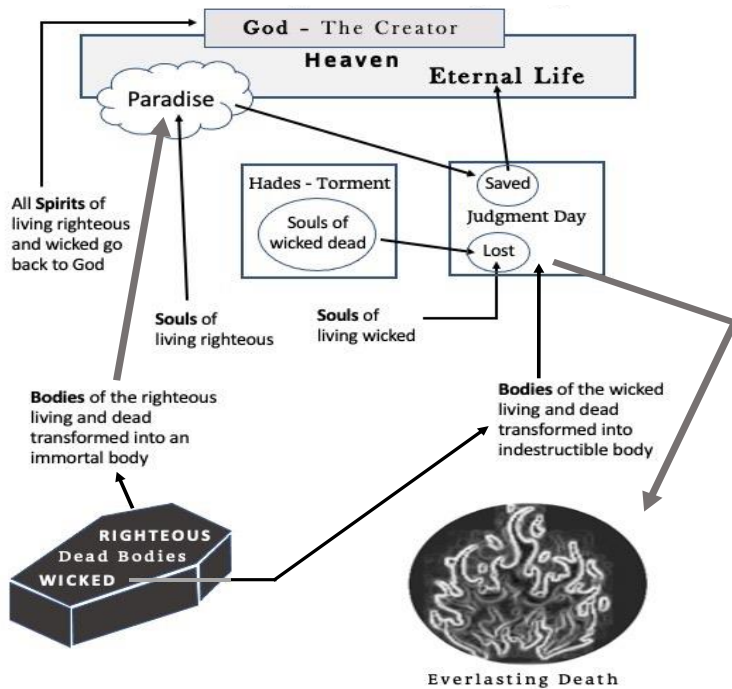 God – The Creator
Heaven
Eternal Life
Paradise
Hades - Torment
Souls of
wicked dead
Saved
Judgment Day
Lost
All Spirits of
living righteous
and wicked go
back to God
Souls of
living righteous
Souls of
living wicked
Bodies of the righteous
living and dead
transformed into an
immortal body
Bodies of the wicked
living and dead
transformed into
indestructible body
RIGHTEOUS
Dead Bodies
WICKED
Everlasting Death